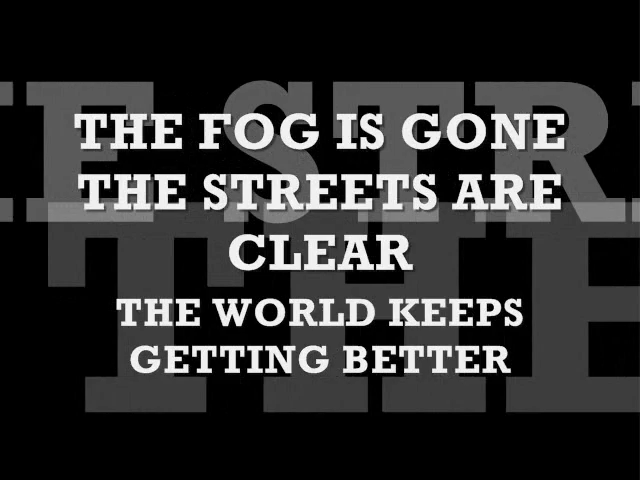 THE FOG IS GONE
THE STREETS ARE
CLEAR
THE WORLD KEEPS
GETTING BETTER